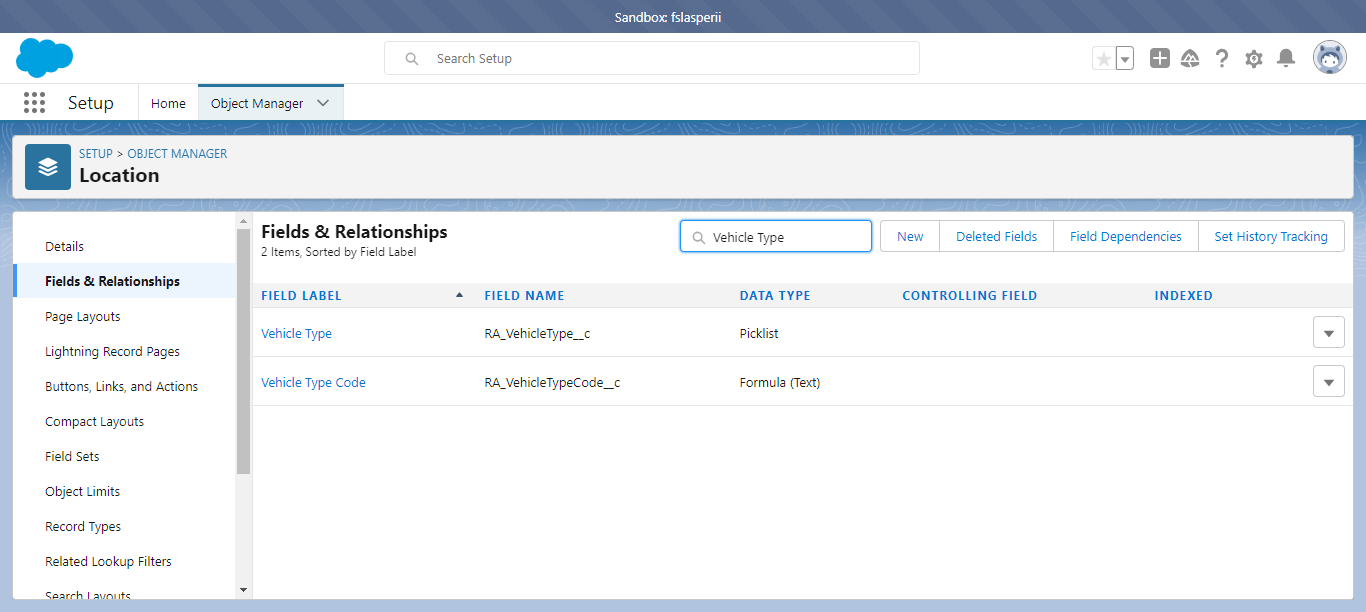 Sandbox: fslasperii
Search Setup
Setup
Home
Object Manager
SETUP > OBJECT MANAGER
Location
Details
Fields & Relationships
Page Layouts
Lightning Record Pages
Buttons, Links, and Actions
Compact Layouts
Field Sets
Object Limits
Record Types
Related Lookup Filters
Search Layouts
Fields & Relationships
2 Items, Sorted by Field Label
Vehicle Type
New
Deleted Fields
Field Dependencies
Set History Tracking
FIELD LABEL FIELD NAME DATA TYPE CONTROLLING FIELD INDEXED
Vehicle Type RA_VehicleType__c Picklist
Vehicle Type Code RA_VehicleTypeCode__c Formula (Text)